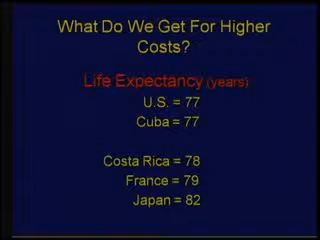 What Do We Get For Higher
Costs?
Life Expectancy (years)
U.S. = 77
Cuba = 77
Costa Rica = 78
France = 79
Japan = 82